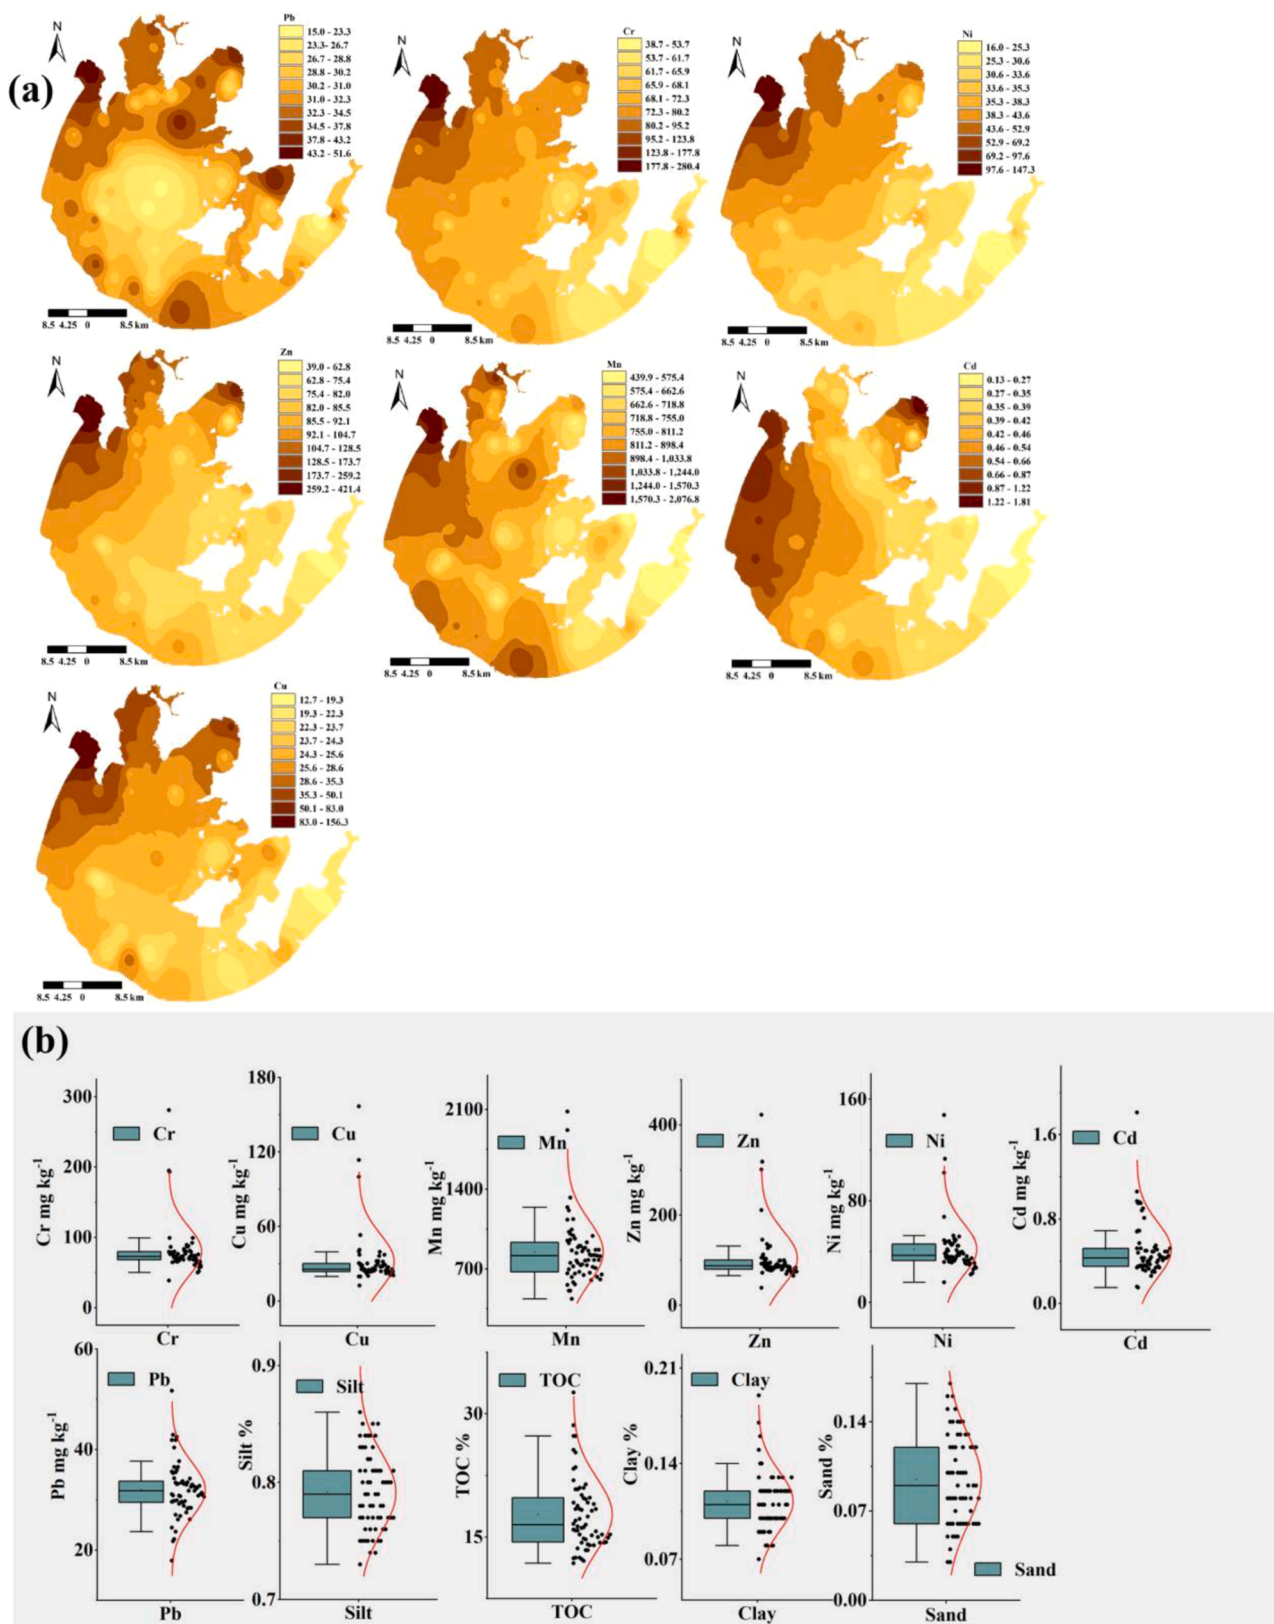 (a)
N
Pb
15.0 - 23.3
23.3- 26.7
26.7 - 28.8
28.8 - 30.2
30.2 - 31.0
31.0 - 32.3
32.3 - 34.5
34.5 - 37.8
37.8 - 43.2
43.2 - 51.6
8.5 4.25 0 8.5 km
N
Cr
38.7 - 53.7
53.7 - 61.7
61.7 - 65.9
65.9 - 68.1
68.1 - 72.3
72.3 - 80.2
80.2 - 95.2
95.2 - 123.8
123.8 - 177.8
177.8 - 280.4
8.5 4.25 0 8.5 km
N
Ni
16.0 - 25.3
25.3 - 30.6
30.6 - 33.6
33.6 - 35.3
35.3 - 38.3
38.3 - 43.6
43.6 - 52.9
52.9 - 69.2
69.2 - 97.6
97.6 - 147.3
8.5 4.25 0 8.5 km
N
Zn
39.0 - 62.8
62.8 - 75.4
75.4 - 82.0
82.0 - 85.5
85.5 - 92.1
92.1 - 104.7
104.7 - 128.5
128.5 - 173.7
173.7 - 259.2
259.2 - 421.4
8.5 4.25 0 8.5 km
N
Mn
439.9 - 575.4
575.4 - 662.6
662.6 - 718.8
718.8 - 755.0
755.0 - 811.2
811.2 - 898.4
898.4 - 1,033.8
1,033.8 - 1,244.0
1,244.0 - 1,570.3
1,570.3 - 2,076.8
8.5 4.25 0 8.5 km
N
Cd
0.13 - 0.27
0.27 - 0.35
0.35 - 0.39
0.39 - 0.42
0.42 - 0.46
0.46 - 0.54
0.54 - 0.66
0.66 - 0.87
0.87 - 1.22
1.22 - 1.81
8.5 4.25 0 8.5 km
N
Cu
12.7 - 19.3
19.3 - 22.3
22.3 - 23.7
23.7 - 24.3
24.3 - 25.6
25.6 - 28.6
28.6 - 35.3
35.3 - 50.1
50.1 - 83.0
83.0 - 156.3
8.5 4.25 0 8.5 km
(b)
Cr mg kg-1
300
200
100
0
Cr
Cr
Cu mg kg-1
180
120
60
0
Cu
Cu
Mn mg kg-1
2100
1400
700
Mn
Mn
Zn mg kg-1
400
200
0
Zn
Zn
Ni mg kg-1
160
80
0
Ni
Ni
Cd mg kg-1
1.6
0.8
0.0
Cd
Cd
Pb mg kg-1
60
40
20
Pb
Pb
Silt %
0.9
0.8
0.7
Silt
Silt
TOC %
30
15
TOC
TOC
Clay %
0.21
0.14
0.07
Clay
Clay
Sand %
0.14
0.07
0.00
Sand
Sand